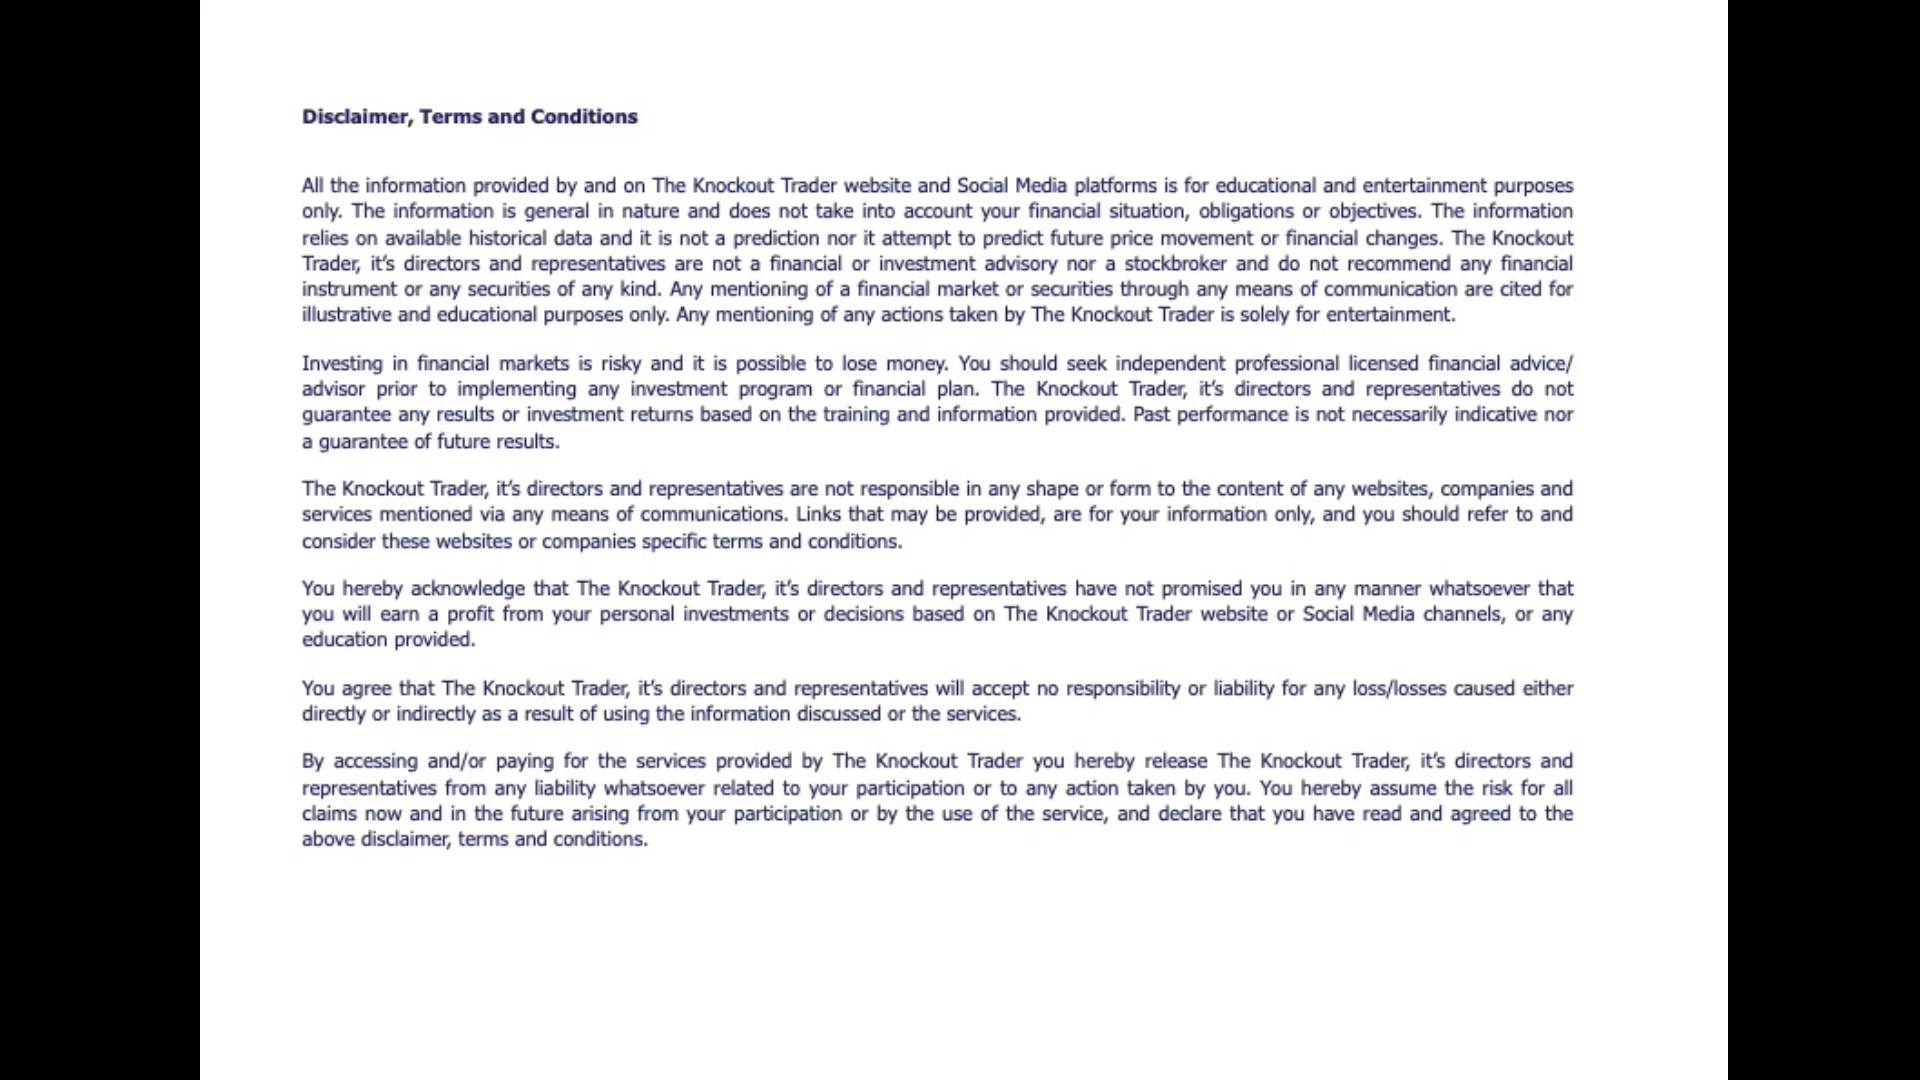 Disclaimer, Terms and Conditions
All the information provided by and on The Knockout Trader website and Social Media platforms is for educational and entertainment purposes
only. The information is general in nature and does not take into account your financial situation, obligations or objectives. The information
relies on available historical data and it is not a prediction nor it attempt to predict future price movement or financial changes. The Knockout
Trader, it’s directors and representatives are not a financial or investment advisory nor a stockbroker and do not recommend any financial
instrument or any securities of any kind. Any mentioning of a financial market or securities through any means of communication are cited for
illustrative and educational purposes only. Any mentioning of any actions taken by The Knockout Trader is solely for entertainment.
Investing in financial markets is risky and it is possible to lose money. You should seek independent professional licensed financial advice/
advisor prior to implementing any investment program or financial plan. The Knockout Trader, it’s directors and representatives do not
guarantee any results or investment returns based on the training and information provided. Past performance is not necessarily indicative nor
a guarantee of future results.
The Knockout Trader, it’s directors and representatives are not responsible in any shape or form to the content of any websites, companies and
services mentioned via any means of communications. Links that may be provided, are for your information only, and you should refer to and
consider these websites or companies specific terms and conditions.
You hereby acknowledge that The Knockout Trader, it’s directors and representatives have not promised you in any manner whatsoever that
you will earn a profit from your personal investments or decisions based on The Knockout Trader website or Social Media channels, or any
education provided.
You agree that The Knockout Trader, it’s directors and representatives will accept no responsibility or liability for any loss/losses caused either
directly or indirectly as a result of using the information discussed or the services.
By accessing and/or paying for the services provided by The Knockout Trader you hereby release The Knockout Trader, it’s directors and
representatives from any liability whatsoever related to your participation or to any action taken by you. You hereby assume the risk for all
claims now and in the future arising from your participation or by the use of the service, and declare that you have read and agreed to the
above disclaimer, terms and conditions.